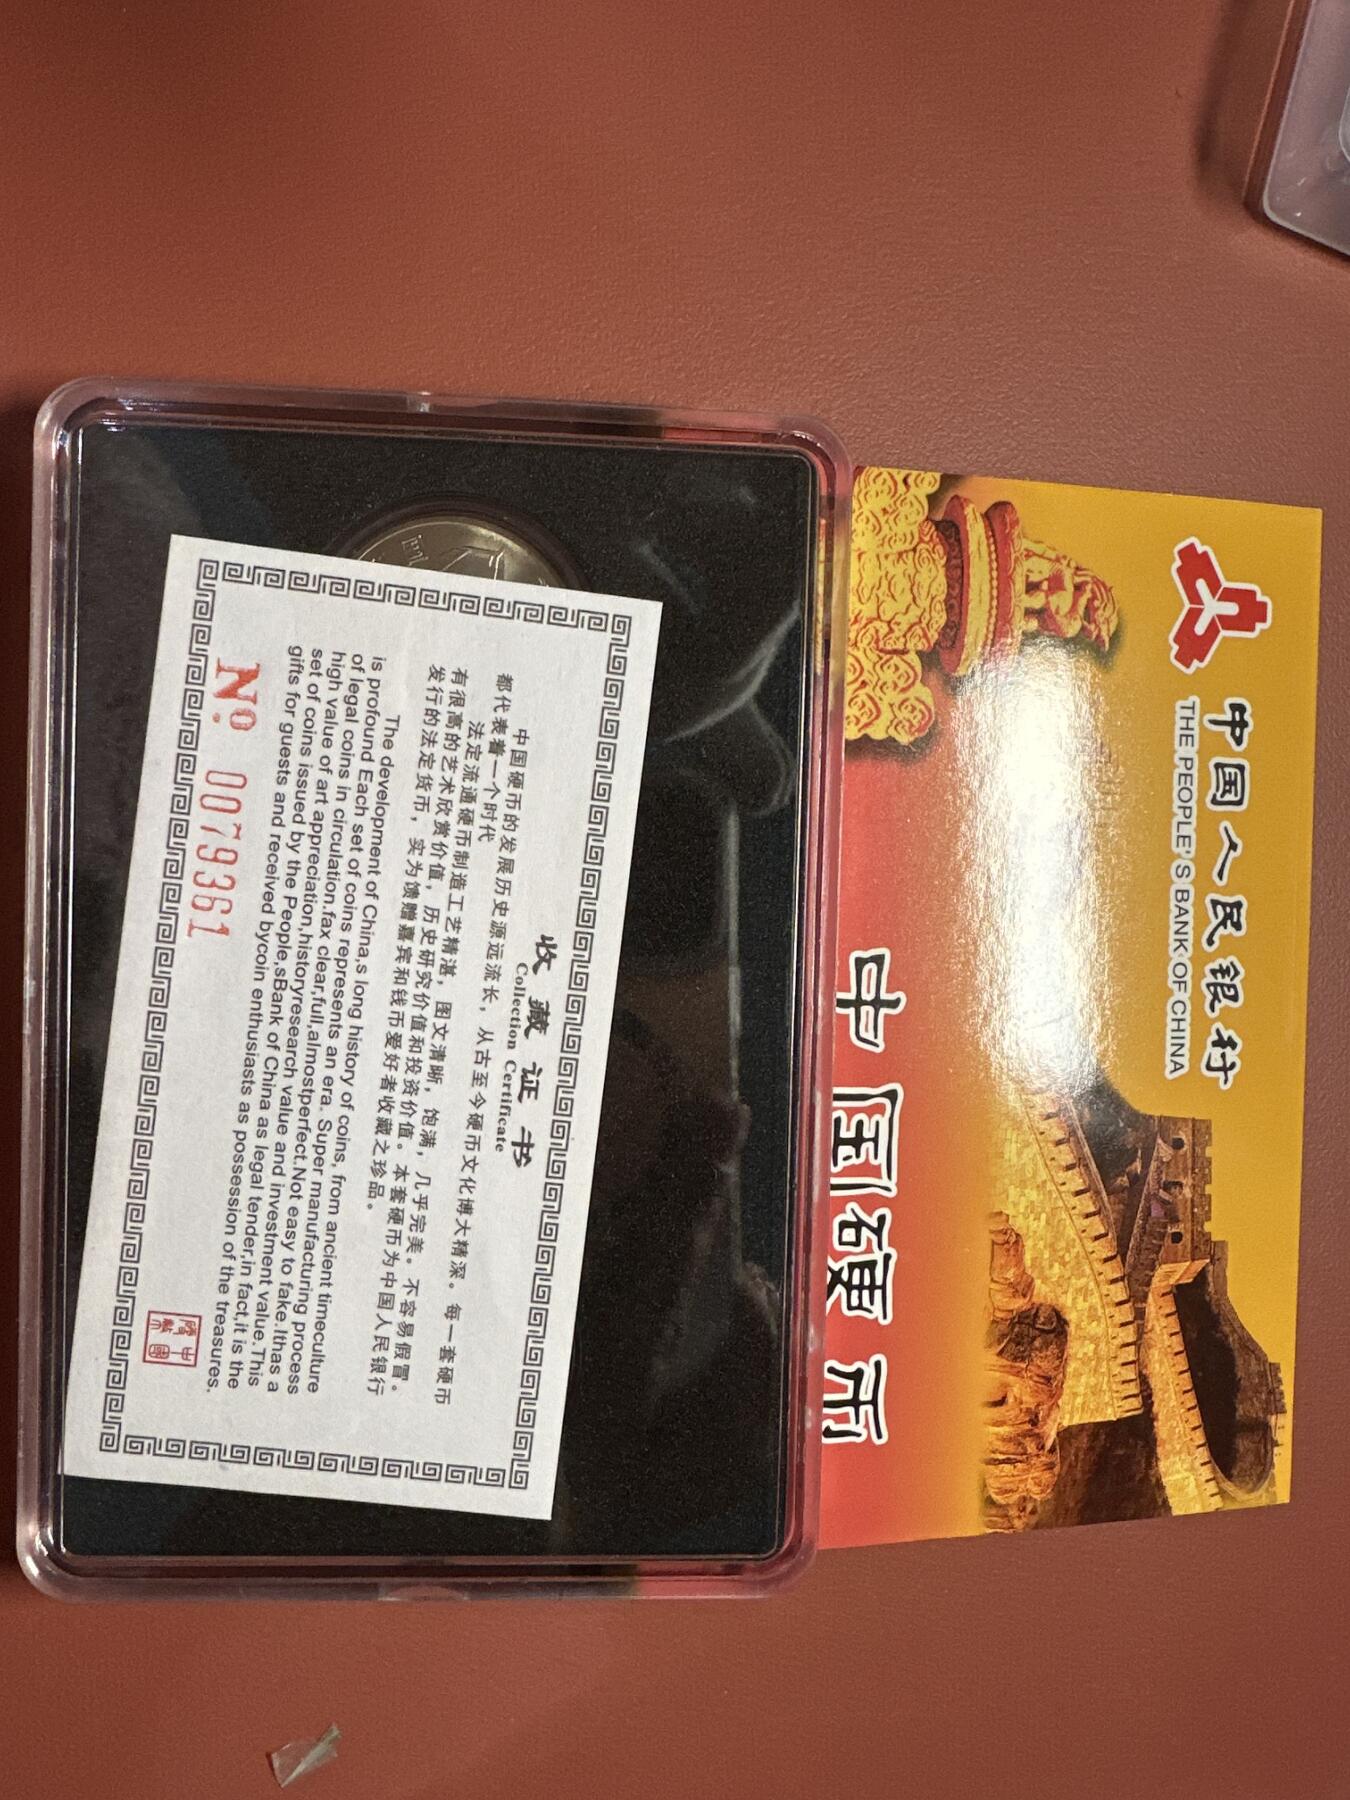 中国人民银行
THE PEOPLE'S BANK OF CHINA
中国硬币
收藏证书
Collection Certificate
中国硬币的发展历史源远流长，从古至今硬币文化博大精深。每一套硬币
都代表着一个时代
法定流通硬币制造工艺精湛，图文清晰，饱满，几乎完美。不容易假冒。
有很高的艺术欣赏价值，历史研究价值和投资价值。本套硬币为中国人民银行
发行的法定货币，实为馈赠嘉宾和钱币爱好者收藏之珍品。
The development of China,s long history of coins, from ancient timeculture
is profound Each set of coins represents an era. Super manufacturing process
of legal coins in circulation,fax clear,full,almostperfect.Not easy to fake.Ithas a
high value of art appreciation,historyresearch value and investment value.This
set of coins issued by the People,sBank of China as legal tender,in fact,it is the
gifts for guests and received bycoin enthusiasts as possession of the treasures.
No. 0079361